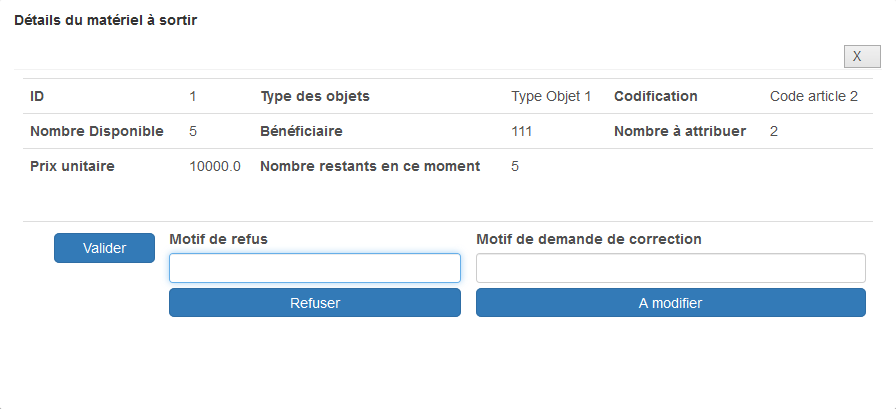 Détails du matériel à sortir
X
ID 1 Type des objets Type Objet 1 Codification Code article 2
Nombre Disponible 5 Bénéficiaire 111 Nombre à attribuer 2
Prix unitaire 10000.0 Nombre restants en ce moment 5
Valider Motif de refus Motif de demande de correction
Refuser A modifier